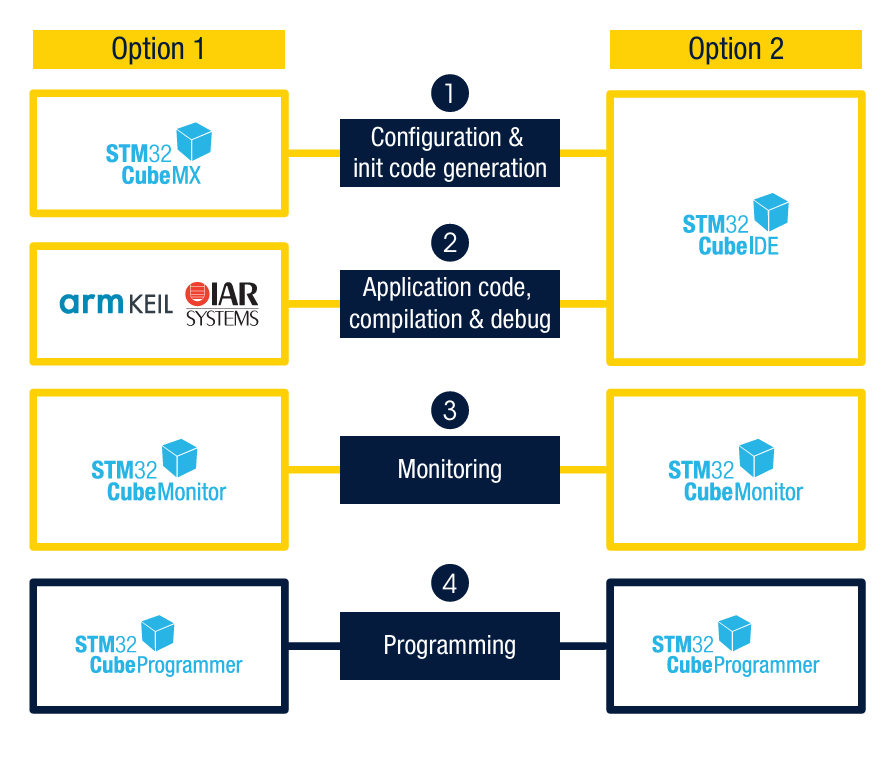 Option 1
Option 2
1
STM32
CubeMX
Configuration &
init code generation
STM32
CubeIDE
2
arm KEIL
IAR
SYSTEMS
Application code,
compilation & debug
3
STM32
CubeMonitor
Monitoring
STM32
CubeMonitor
4
STM32
CubeProgrammer
Programming
STM32
CubeProgrammer